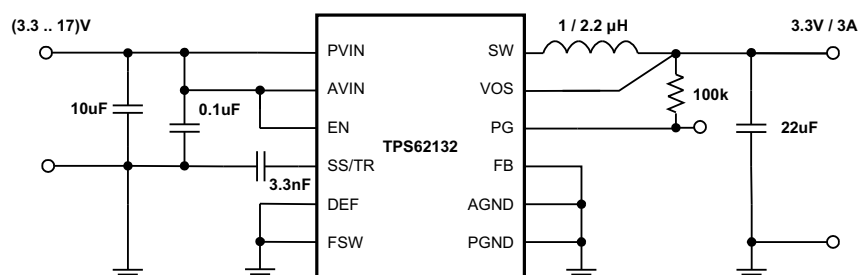 (3.3 .. 17)V
1 / 2.2 µH
3.3V / 3A
PVIN
SW
AVIN
VOS
10uF
0.1uF
100k
EN
PG
22uF
TPS62132
SS/TR
FB
3.3nF
DEF
AGND
FSW
PGND